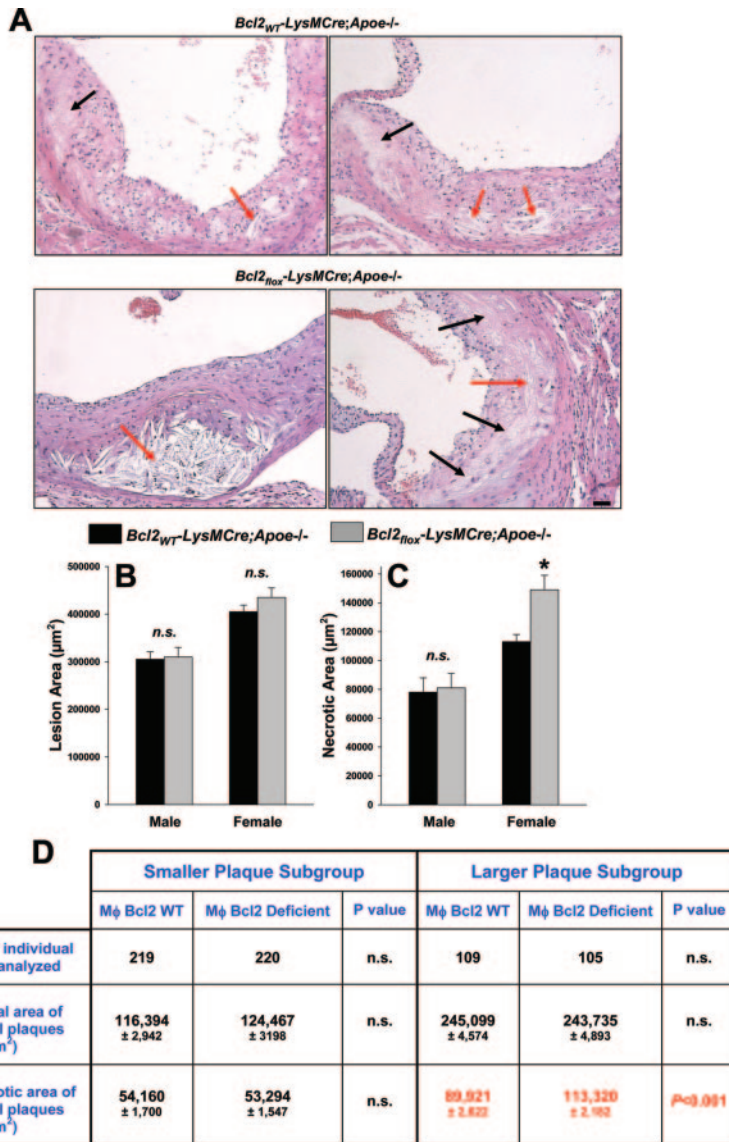 A
Bcl2WT-LysMCre;Apoe-/-
Bcl2flox-LysMCre;Apoe-/-
Bcl2WT-LysMCre;Apoe-/-
Bcl2flox-LysMCre;Apoe-/-
B
Lesion Area (µm²)
500000
400000
300000
200000
100000
0
n.s.
n.s.
Male
Female
C
Necrotic Area (µm²)
160000
140000
120000
100000
80000
60000
40000
20000
0
n.s.
*
Male
Female
D
Smaller Plaque Subgroup
Larger Plaque Subgroup
Mϕ Bcl2 WT
Mϕ Bcl2 Deficient
P value
Mϕ Bcl2 WT
Mϕ Bcl2 Deficient
P value
individual
analyzed
219
220
n.s.
109
105
n.s.
al area of
l plaques
m²)
116,394
± 2,942
124,467
± 3198
n.s.
245,099
± 4,574
243,735
± 4,893
n.s.
otic area of
l plaques
m²)
54,160
± 1,700
53,294
± 1,547
n.s.
89,921
113,320
P<0.001